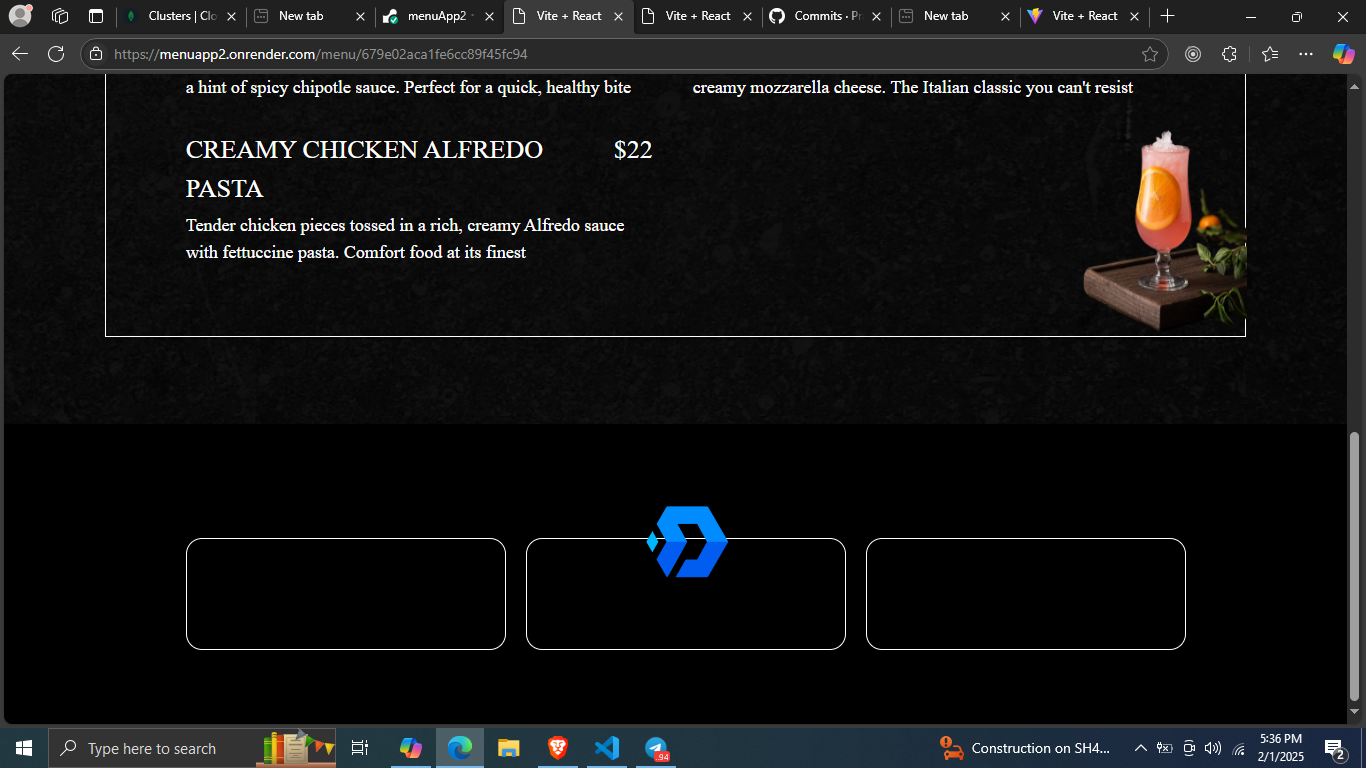 Clusters | Clo
New tab
menuApp2
Vite + React
Vite + React
Commits · Pr
New tab
Vite + React
https://menuapp2.onrender.com/menu/679e02aca1fe6cc89f45fc94
a hint of spicy chipotle sauce. Perfect for a quick, healthy bite
creamy mozzarella cheese. The Italian classic you can't resist
CREAMY CHICKEN ALFREDO $22
PASTA
Tender chicken pieces tossed in a rich, creamy Alfredo sauce
with fettuccine pasta. Comfort food at its finest
Type here to search
94
Construction on SH4...
5:36 PM
2/1/2025
2